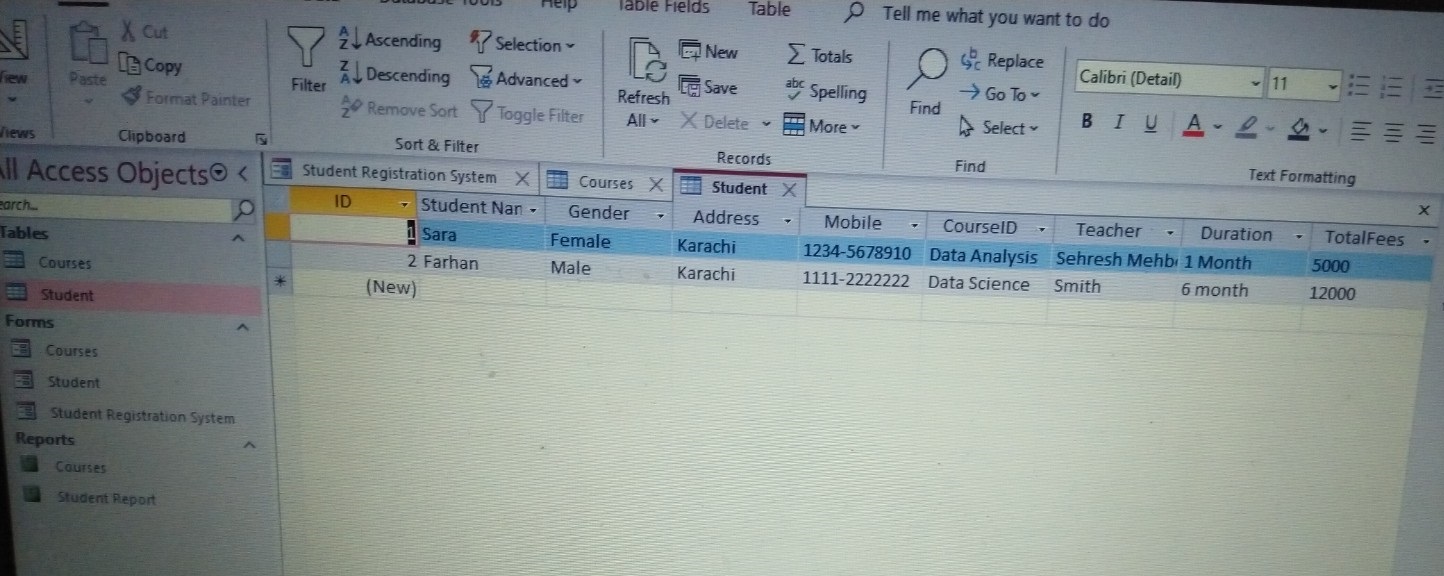 Help Table Fields Table Tell me what you want to do
Cut
Copy
Format Painter
Paste
Clipboard
Filter
Ascending
Descending
Remove Sort
Selection
Advanced
Toggle Filter
Sort & Filter
Refresh
All
New
Save
Delete
Totals
Spelling
More
Records
Find
Replace
Go To
Select
Find
Calibri (Detail) 11
B I U A
Text Formatting
All Access Objects
Tables
Courses
Student
Forms
Courses
Student
Student Registration System
Reports
Courses
Student Report
Student Registration System Courses Student
ID Student Nan Gender Address Mobile CourseID Teacher Duration TotalFees
1 Sara Female Karachi 1234-5678910 Data Analysis Sehresh Mehb 1 Month 5000
2 Farhan Male Karachi 1111-2222222 Data Science Smith 6 month 12000
(New)